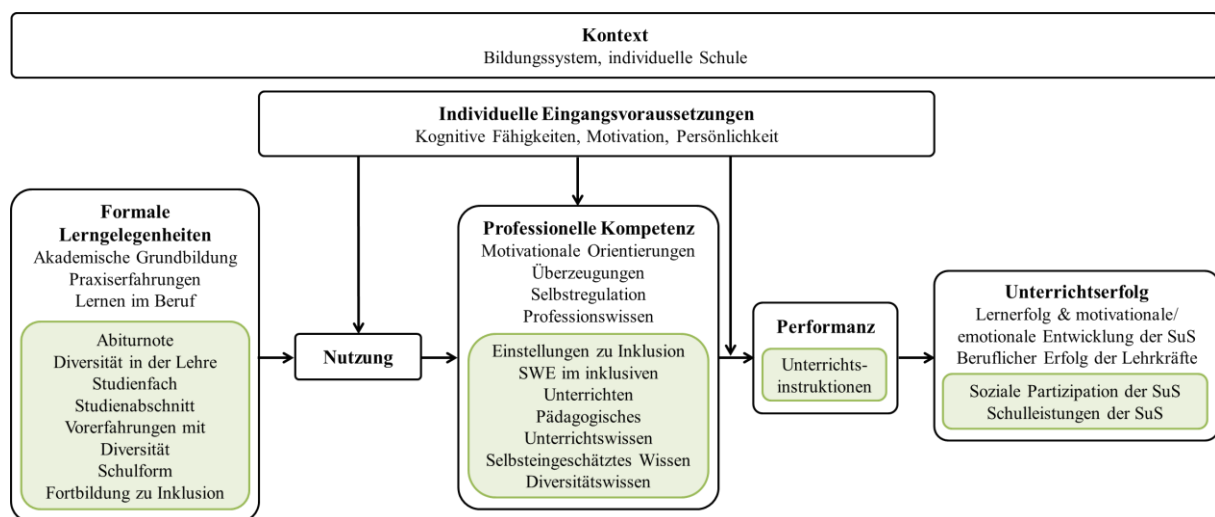 Kontext
Bildungssystem, individuelle Schule
Individuelle Eingangsvoraussetzungen
Kognitive Fähigkeiten, Motivation, Persönlichkeit
Formale
Lerngelegenheiten
Akademische Grundbildung
Praxiserfahrungen
Lernen im Beruf
Abiturnote
Diversität in der Lehre
Studienfach
Studienabschnitt
Vorerfahrungen mit
Diversität
Schulform
Fortbildung zu Inklusion
Nutzung
Professionelle Kompetenz
Motivationale Orientierungen
Überzeugungen
Selbstregulation
Professionswissen
Einstellungen zu Inklusion
SWE im inklusiven
Unterrichten
Pädagogisches
Unterrichtswissen
Selbsteingeschätztes Wissen
Diversitätswissen
Performanz
Unterrichts-
instruktionen
Unterrichtserfolg
Lernerfolg & motivationale/
emotionale Entwicklung der SuS
Beruflicher Erfolg der Lehrkräfte
Soziale Partizipation der SuS
Schulleistungen der SuS